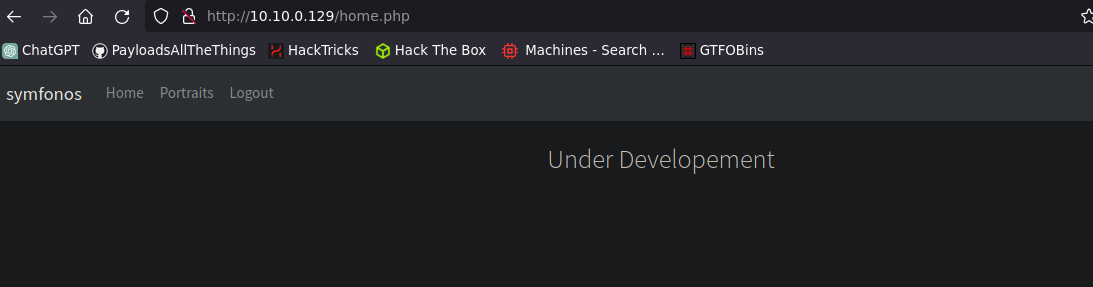 http://10.10.0.129/home.php
ChatGPT PayloadsAllTheThings HackTricks Hack The Box Machines - Search ... GTFOBins
symfonos Home Portraits Logout
Under Developement